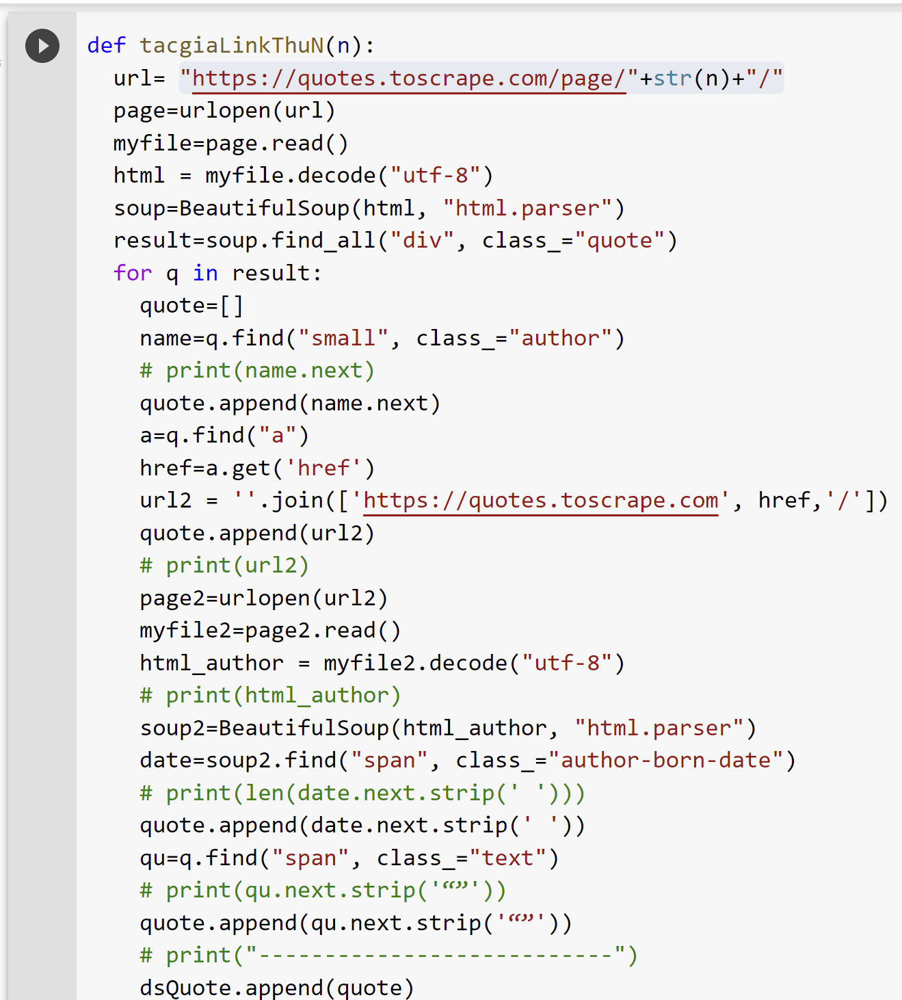 def tacgiaLinkThuN(n):
  url= "https://quotes.toscrape.com/page/"+str(n)+"/"
  page=urlopen(url)
  myfile=page.read()
  html = myfile.decode("utf-8")
  soup=BeautifulSoup(html, "html.parser")
  result=soup.find_all("div", class_="quote")
  for q in result:
    quote=[]
    name=q.find("small", class_="author")
    # print(name.next)
    quote.append(name.next)
    a=q.find("a")
    href=a.get('href')
    url2 = ''.join(['https://quotes.toscrape.com', href,'/'])
    quote.append(url2)
    # print(url2)
    page2=urlopen(url2)
    myfile2=page2.read()
    html_author = myfile2.decode("utf-8")
    # print(html_author)
    soup2=BeautifulSoup(html_author, "html.parser")
    date=soup2.find("span", class_="author-born-date")
    # print(len(date.next.strip(' ')))
    quote.append(date.next.strip(' '))
    qu=q.find("span", class_="text")
    # print(qu.next.strip('“”'))
    quote.append(qu.next.strip('“”'))
    # print("---------------------------")
    dsQuote.append(quote)